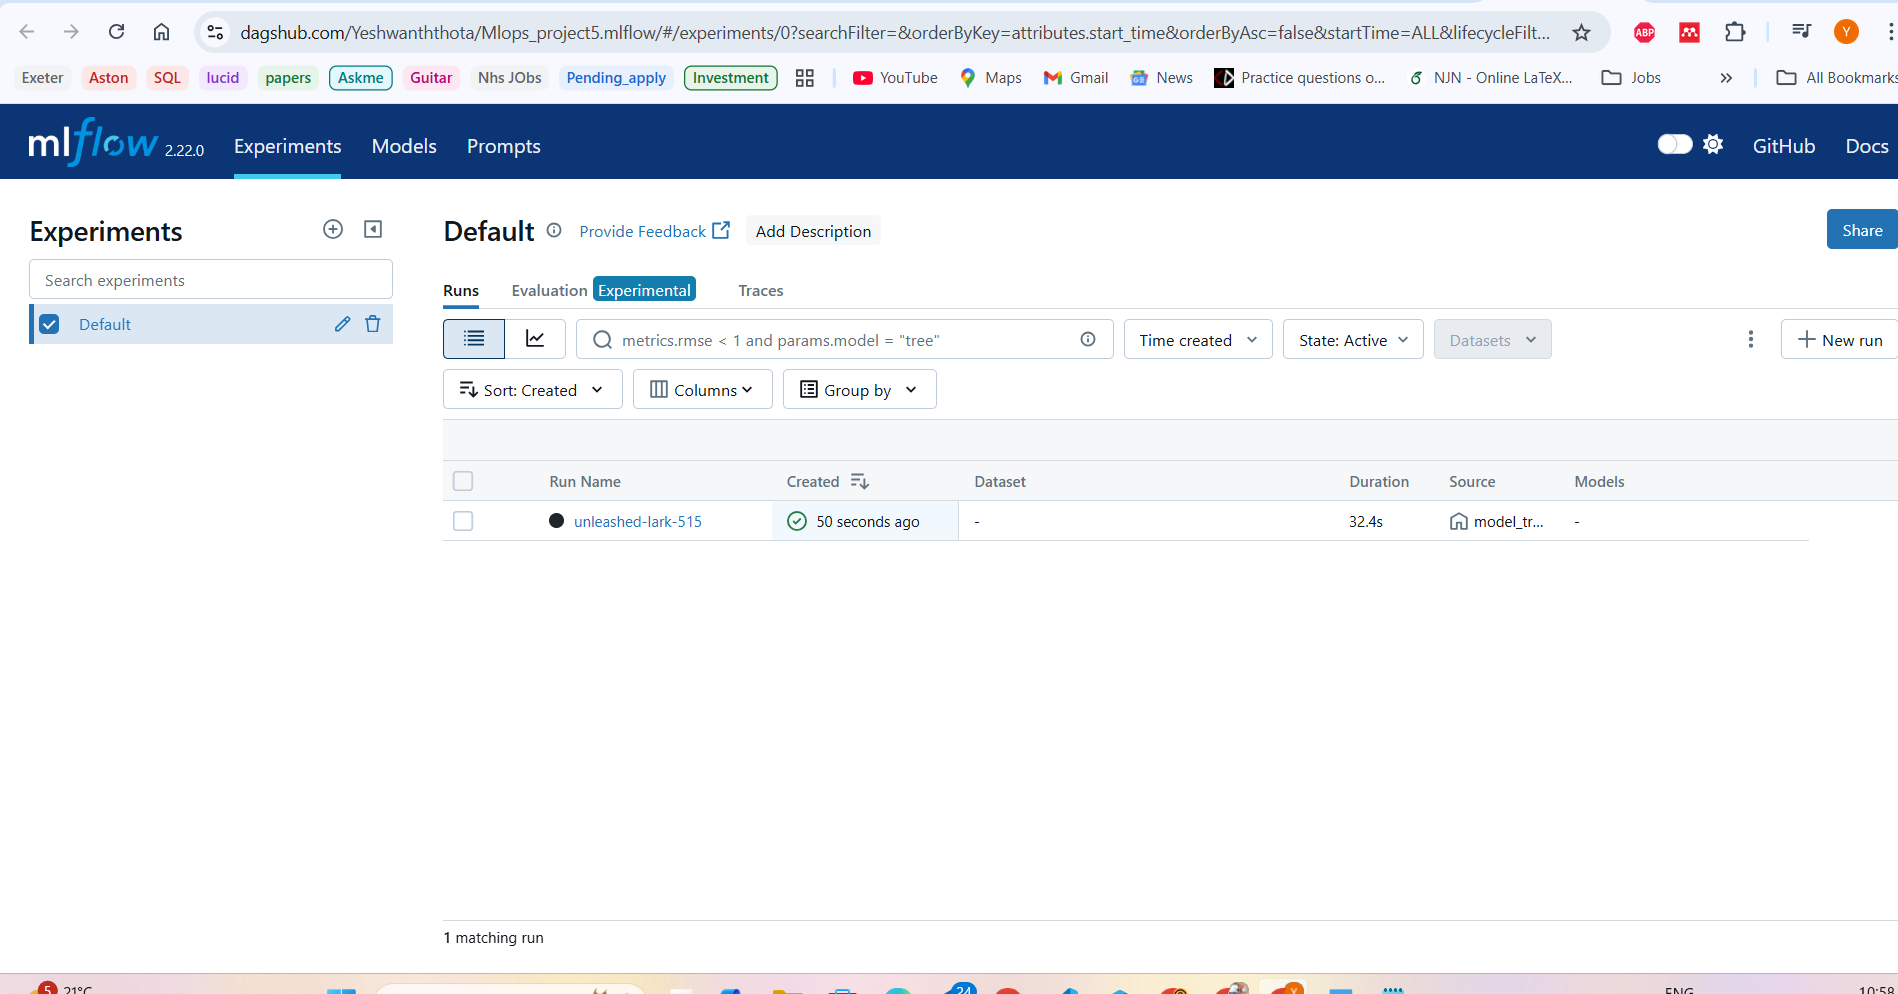 dagshub.com/Yeshwanththota/Mlops_project5.mlflow/#/experiments/0?searchFilter=&orderByKey=attributes.start_time&orderByAsc=false&startTime=ALL&lifecycleFilt... ABP Y
Exeter Aston SQL lucid papers Askme Guitar Nhs JObs Pending_apply Investment YouTube Maps Gmail News Practice questions o... NJN - Online LaTeX... Jobs » All Bookmarks
mlflow 2.22.0 Experiments Models Prompts GitHub Docs
Experiments
Search experiments
Default
Default Provide Feedback Add Description Share
Runs Evaluation Experimental Traces
metrics.rmse < 1 and params.model = "tree" Time created State: Active Datasets New run
Sort: Created Columns Group by
Run Name Created Dataset Duration Source Models
unleashed-lark-515 50 seconds ago - 32.4s model_tr... -
1 matching run
5 21°C 24 Y ENG 10:58